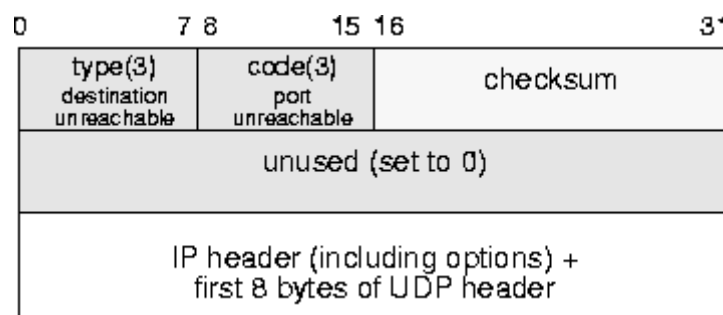 0 7 8 15 16 31
type(3) code(3) checksum
destination port
unreachable unreachable
unused (set to 0)
IP header (including options) +
first 8 bytes of UDP header